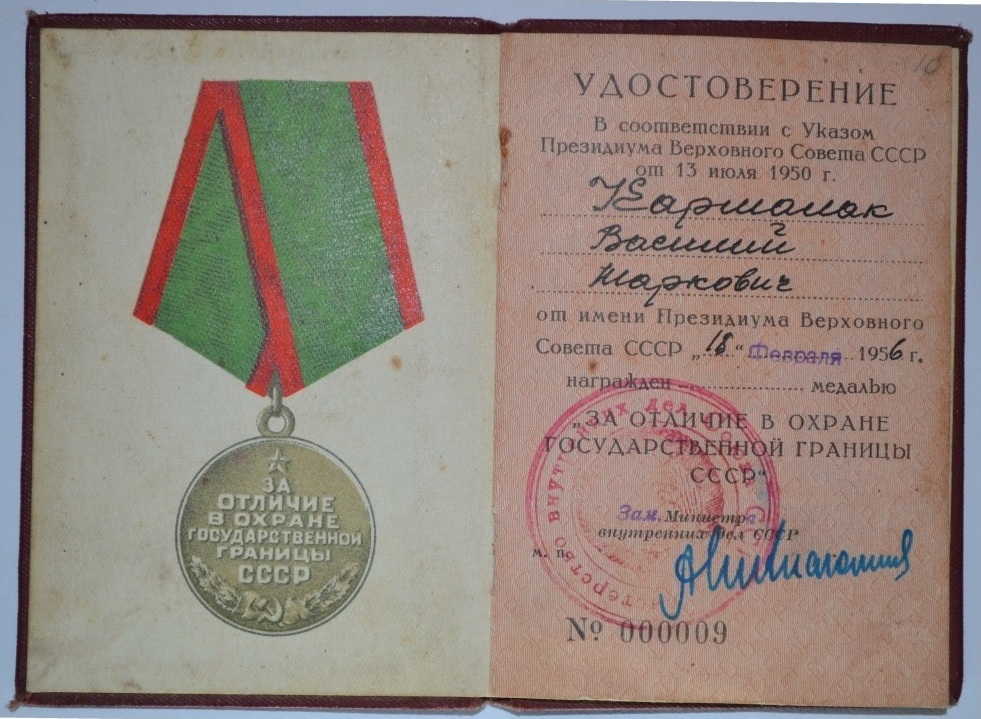 ЗА
ОТЛИЧИЕ
В ОХРАНЕ
ГОСУДАРСТВЕННОЙ
ГРАНИЦЫ
СССР
10
УДОСТОВЕРЕНИЕ
В соответствии с Указом
Президиума Верховного Совета СССР
от 13 июля 1950 г.
Василий
Маркович
от имени Президиума Верховного
Совета СССР „18“ Февраля 1956 г.
награжден медалью
„ЗА ОТЛИЧИЕ В ОХРАНЕ
ГОСУДАРСТВЕННОЙ ГРАНИЦЫ
СССР“
Зам. Министра
внутренних дел СССР
м. п.
№ 000009